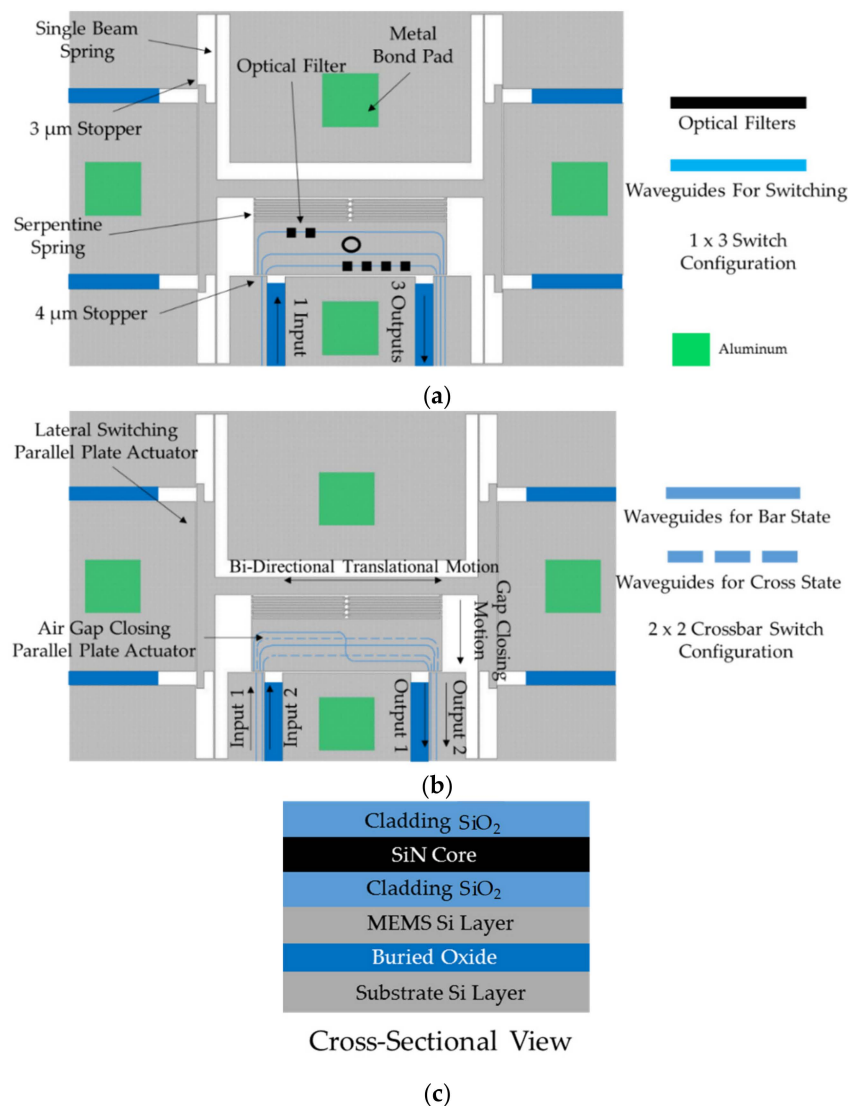 Single Beam
Spring
Optical Filter
Metal
Bond Pad
3 μm Stopper
Serpentine
Spring
4 μm Stopper
1 Input
3 Outputs
Optical Filters
Waveguides For Switching
1 x 3 Switch
Configuration
Aluminum
(a)
Lateral Switching
Parallel Plate Actuator
Bi-Directional Translational Motion
Gap Closing
Motion
Air Gap Closing
Parallel Plate Actuator
Input 1
Input 2
Output 1
Output 2
Waveguides for Bar State
Waveguides for Cross State
2 x 2 Crossbar Switch
Configuration
(b)
Cladding SiO₂
SiN Core
Cladding SiO₂
MEMS Si Layer
Buried Oxide
Substrate Si Layer
Cross-Sectional View
(c)